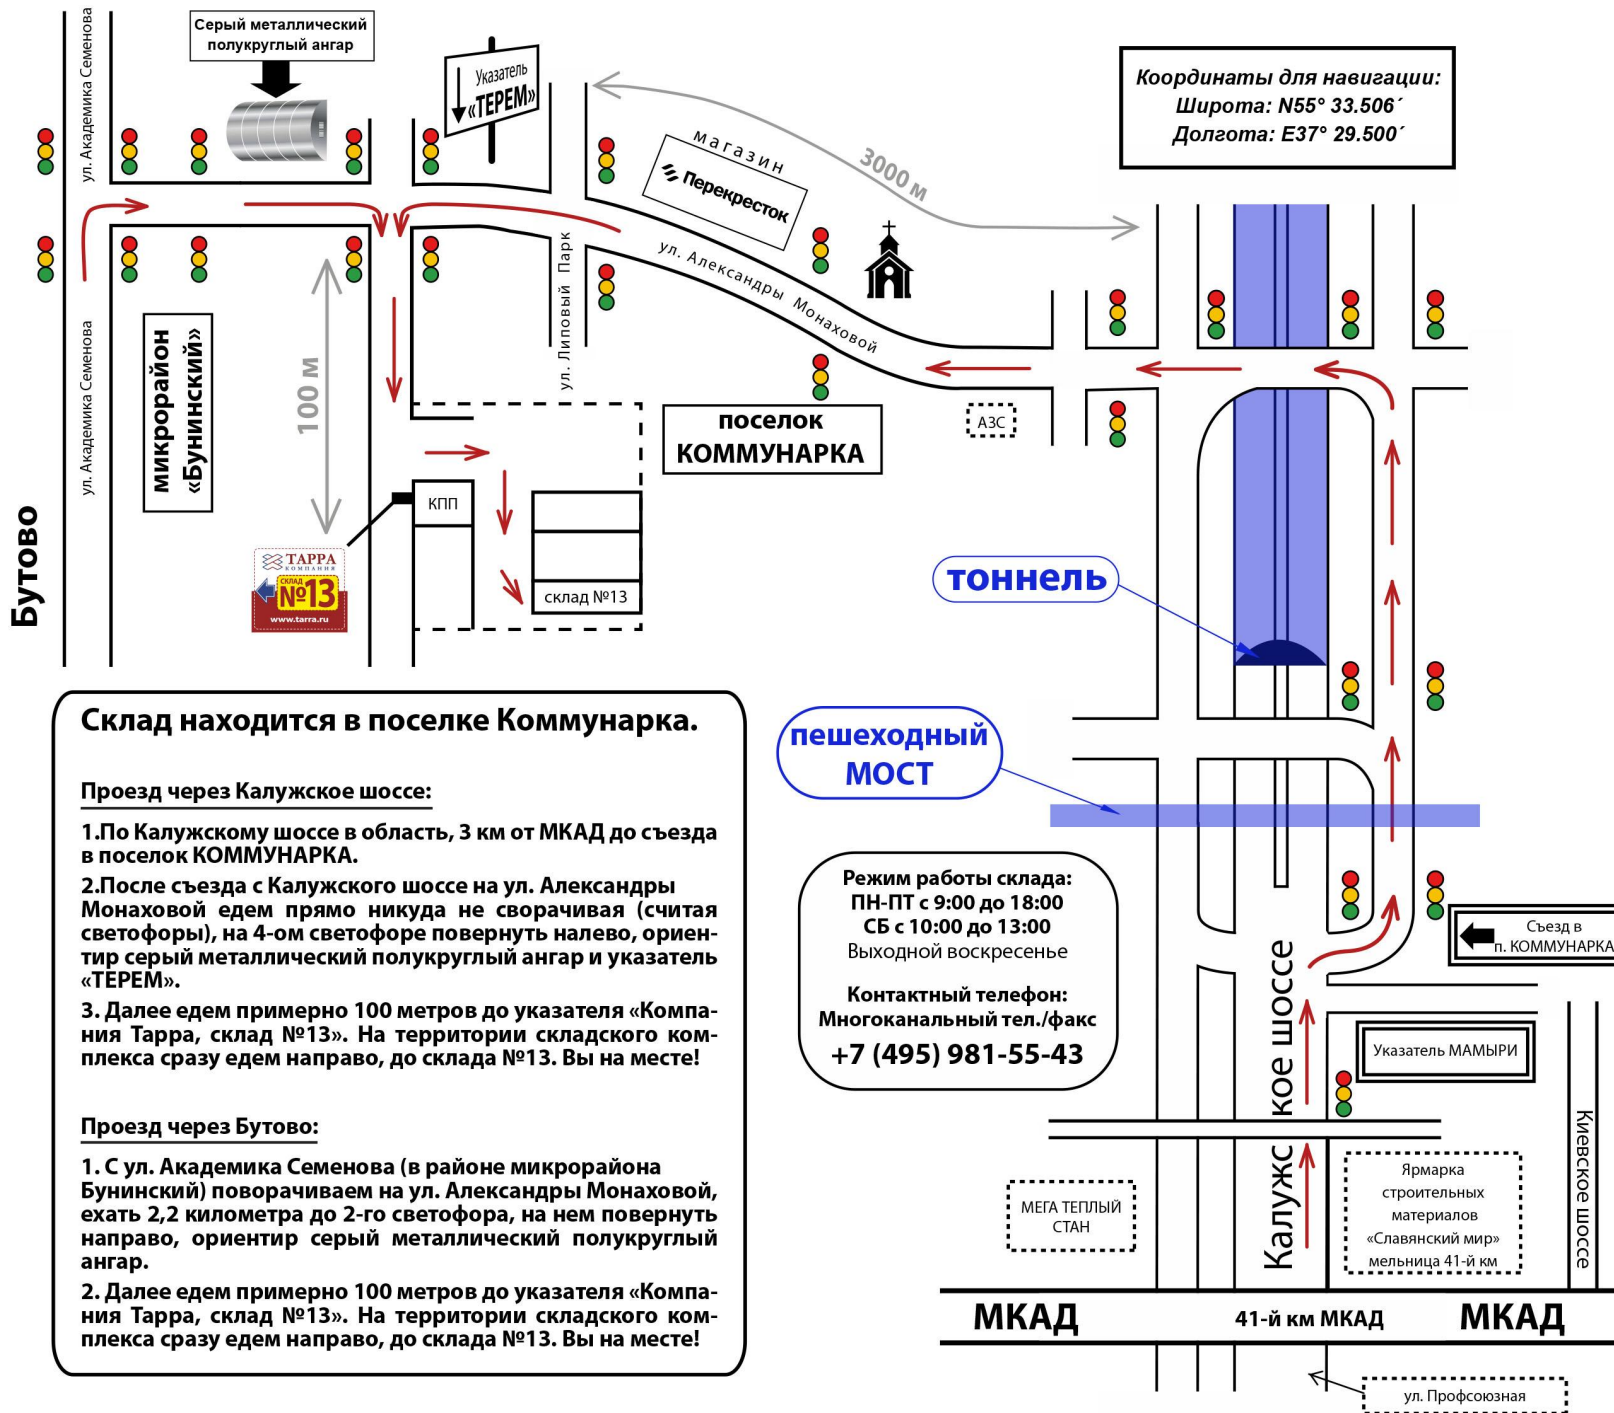 ул. Академика Семенова
Серый металлический
полукруглый ангар
Указатель
«ТЕРЕМ»
магазин
Перекресток
3000 м
Координаты для навигации:
Широта: N55° 33.506´
Долгота: E37° 29.500´
ул. Александры Монаховой
ул. Липовый Парк
ул. Академика Семенова
микрорайон
«Бунинский»
100 м
АЗС
поселок
КОММУНАРКА
КПП
склад №13
ТАРРА
КОМПАНИЯ
СКЛАД
№13
www.tarra.ru
Бутово
тоннель
пешеходный
МОСТ
Склад находится в поселке Коммунарка.
Проезд через Калужское шоссе:
1.По Калужскому шоссе в область, 3 км от МКАД до съезда
в поселок КОММУНАРКА.
2.После съезда с Калужского шоссе на ул. Александры
Монаховой едем прямо никуда не сворачивая (считая
светофоры), на 4-ом светофоре повернуть налево, ориен-
тир серый металлический полукруглый ангар и указатель
«ТЕРЕМ».
3. Далее едем примерно 100 метров до указателя «Компа-
ния Тарра, склад №13». На территории складского ком-
плекса сразу едем направо, до склада №13. Вы на месте!
Проезд через Бутово:
1. С ул. Академика Семенова (в районе микрорайона
Бунинский) поворачиваем на ул. Александры Монаховой,
ехать 2,2 километра до 2-го светофора, на нем повернуть
направо, ориентир серый металлический полукруглый
ангар.
2. Далее едем примерно 100 метров до указателя «Компа-
ния Тарра, склад №13». На территории складского ком-
плекса сразу едем направо, до склада №13. Вы на месте!
Режим работы склада:
ПН-ПТ с 9:00 до 18:00
СБ с 10:00 до 13:00
Выходной воскресенье
Контактный телефон:
Многоканальный тел./факс
+7 (495) 981-55-43
Съезд в
п. КОММУНАРКА
Указатель МАМЫРИ
Калужское шоссе
Киевское шоссе
МЕГА ТЕПЛЫЙ
СТАН
Ярмарка
строительных
материалов
«Славянский мир»
мельница 41-й км
МКАД
41-й км МКАД
МКАД
ул. Профсоюзная